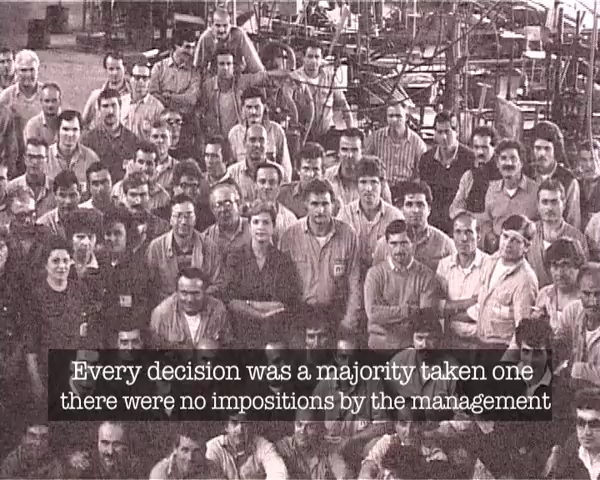 Every decision was a majority taken one
there were no impositions by the management